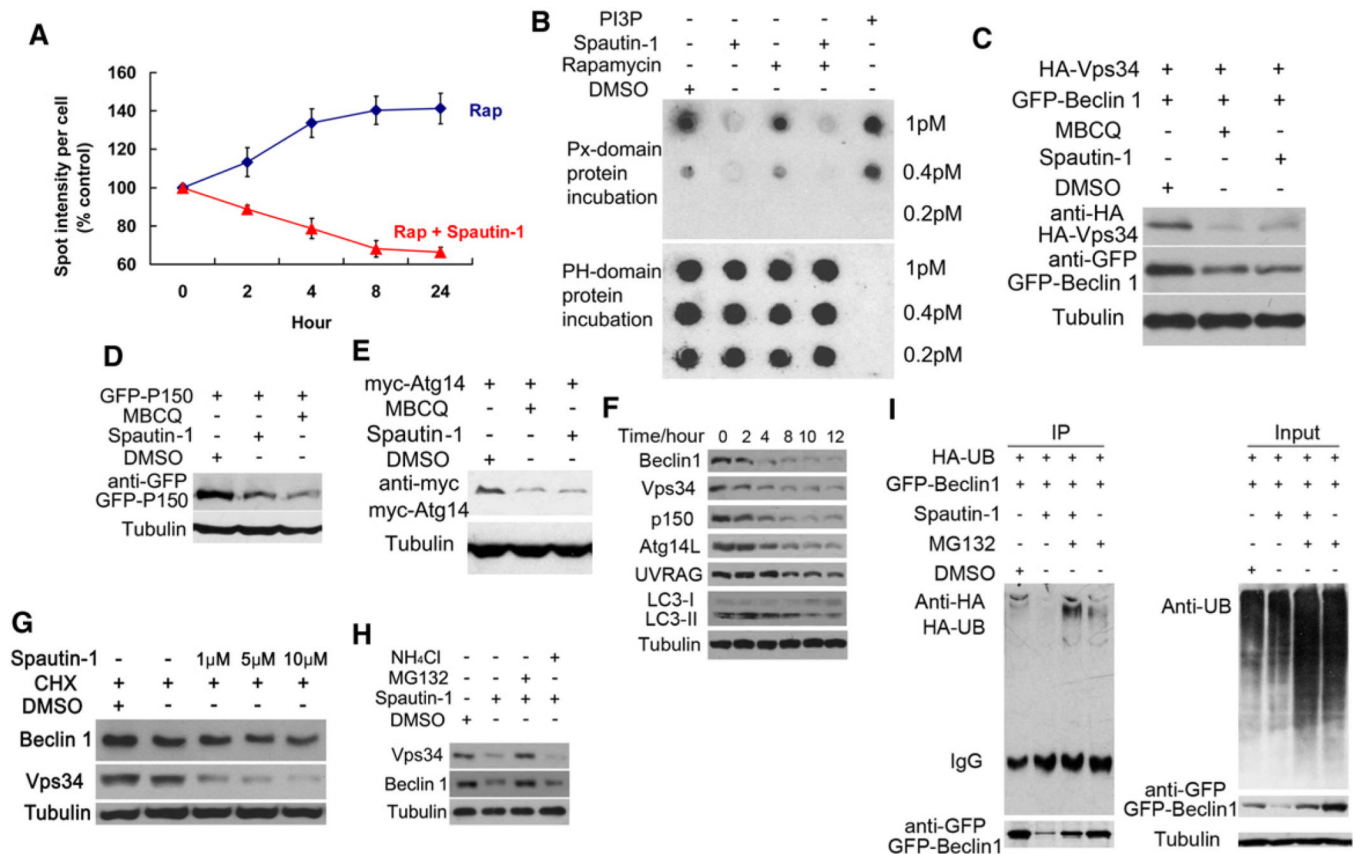 A
Spot intensity per cell
(% control)
160
140
120
100
80
60
Rap
Rap + Spautin-1
0 2 4 8 24
Hour
B
PI3P - - - - +
Spautin-1 - + - + -
Rapamycin - - + + -
DMSO + - - - -
Px-domain
protein
incubation
1pM
0.4pM
0.2pM
PH-domain
protein
incubation
1pM
0.4pM
0.2pM
C
HA-Vps34 + + +
GFP-Beclin 1 + + +
MBCQ - + -
Spautin-1 - - +
DMSO + - -
anti-HA
HA-Vps34
anti-GFP
GFP-Beclin 1
Tubulin
D
GFP-P150 + + +
MBCQ - - +
Spautin-1 - + -
DMSO + - -
anti-GFP
GFP-P150
Tubulin
E
myc-Atg14 + + +
MBCQ - + -
Spautin-1 - - +
DMSO + - -
anti-myc
myc-Atg14
Tubulin
F
Time/hour 0 2 4 8 10 12
Beclin1
Vps34
p150
Atg14L
UVRAG
LC3-I
LC3-II
Tubulin
G
Spautin-1 - - 1μM 5μM 10μM
CHX + + + + +
DMSO + - - - -
Beclin 1
Vps34
Tubulin
H
NH₄Cl - - - +
MG132 - - + -
Spautin-1 - + + +
DMSO + - - -
Vps34
Beclin 1
Tubulin
I
IP
Input
HA-UB + + + + + + + +
GFP-Beclin1 + + + + + + + +
Spautin-1 - + + - - + + -
MG132 - - + + - - + +
DMSO + - - - + - - -
Anti-HA
HA-UB
IgG
anti-GFP
GFP-Beclin1
Anti-UB
anti-GFP
GFP-Beclin1
Tubulin